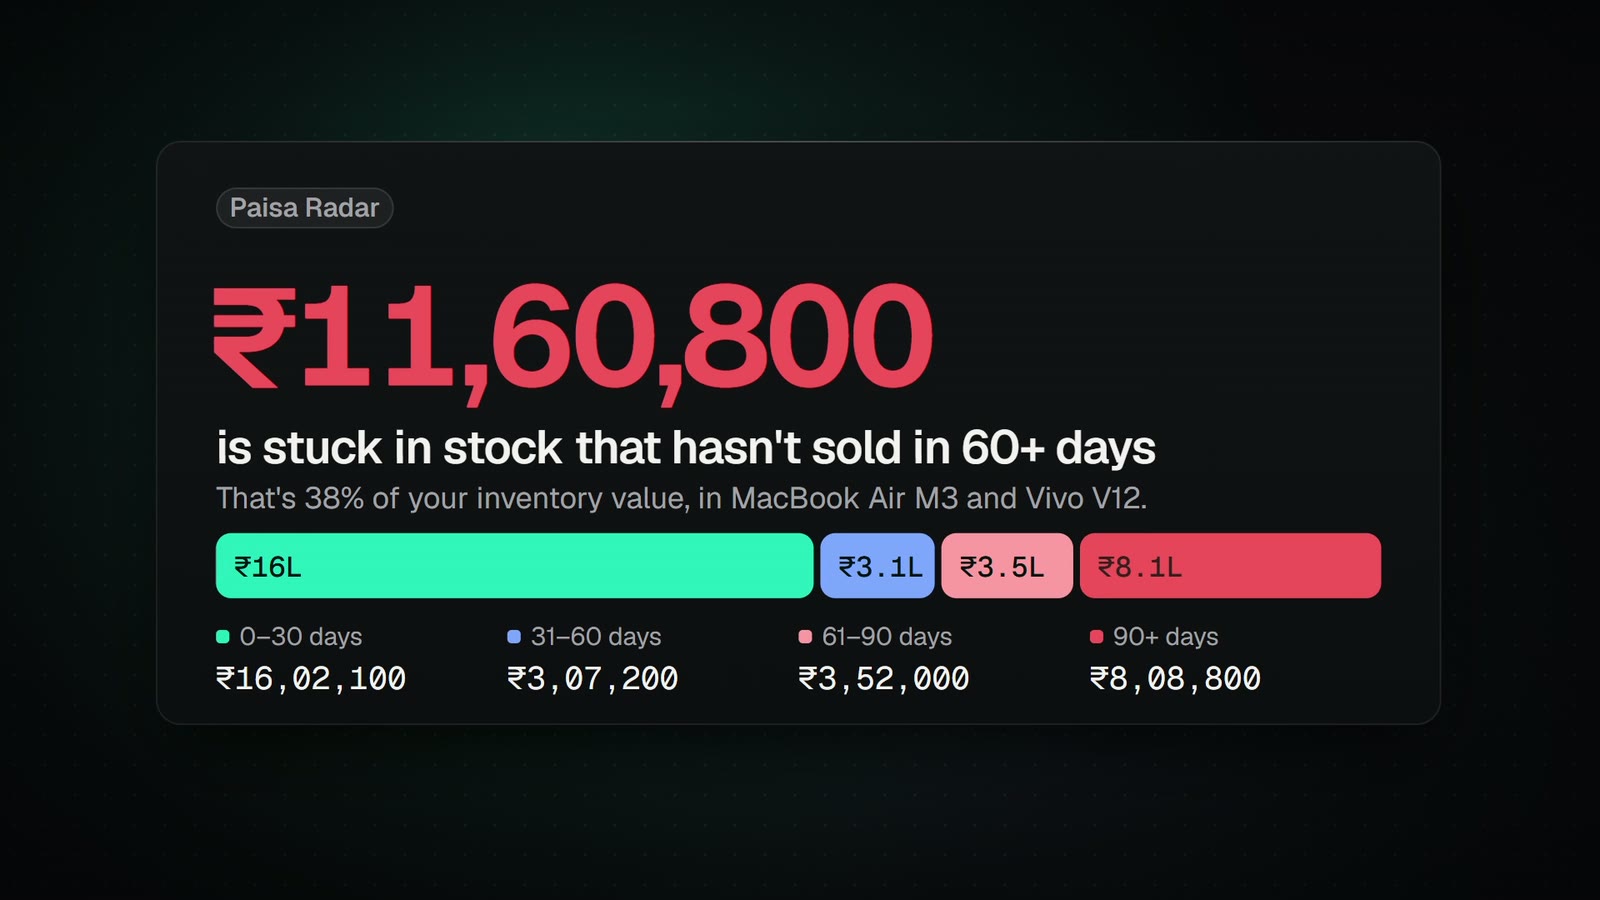 Paisa Radar
₹11,60,800
is stuck in stock that hasn't sold in 60+ days
That's 38% of your inventory value, in MacBook Air M3 and Vivo V12.
₹16L ₹3.1L ₹3.5L ₹8.1L
0–30 days 31–60 days 61–90 days 90+ days
₹16,02,100 ₹3,07,200 ₹3,52,000 ₹8,08,800